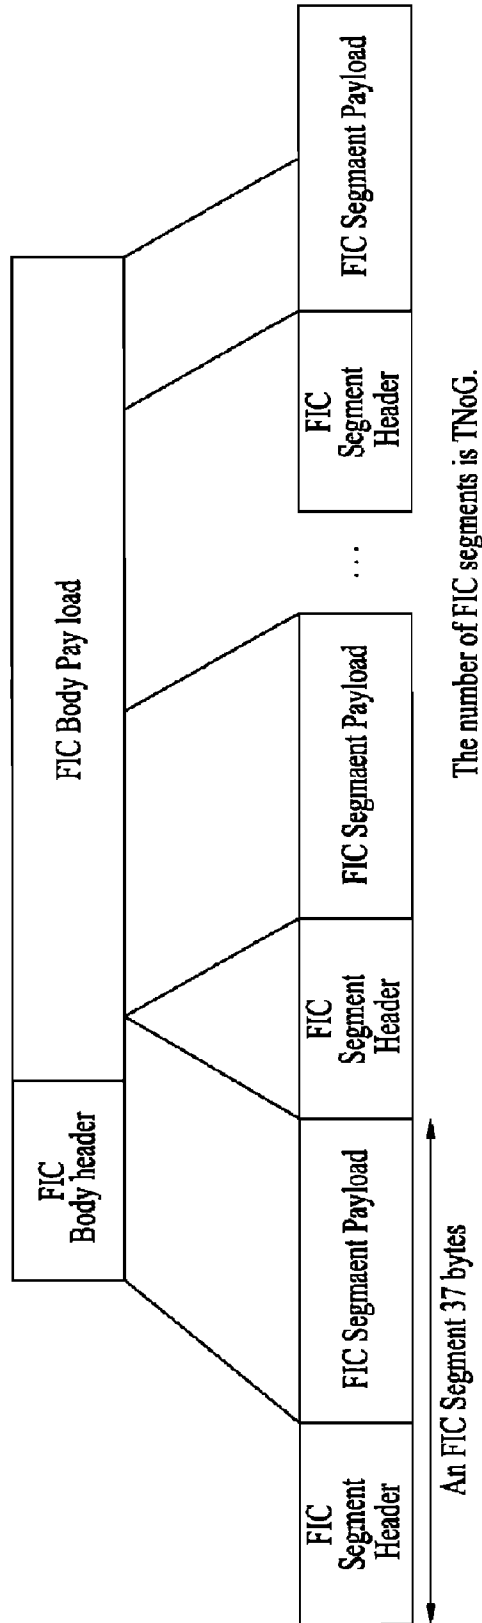 FIC
Body header
FIC Body Pay load
FIC
Segment
Header
FIC Segmaent Payload
FIC
Segment
Header
FIC Segmaent Payload
...
FIC
Segment
Header
FIC Segmaent Payload
An FIC Segment 37 bytes
The number of FIC segments is TNoG.